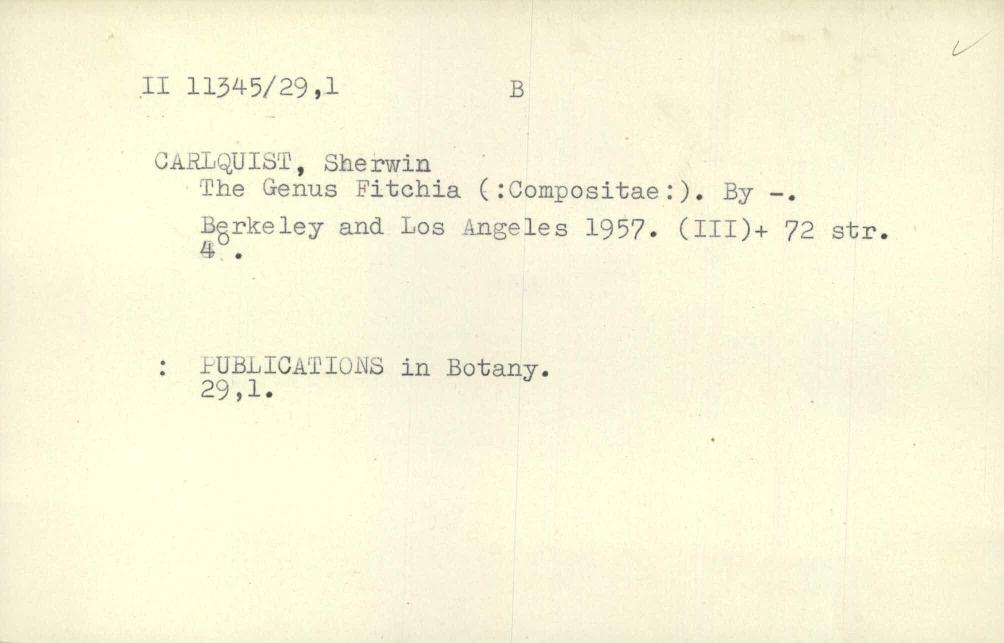 II 11345/29,1 B
CARLQUIST, Sherwin
The Genus Fitchia (:Compositae:). By -.
Berkeley and Los Angeles 1957. (III)+ 72 str.
4º.
: PUBLICATIONS in Botany.
29,1.